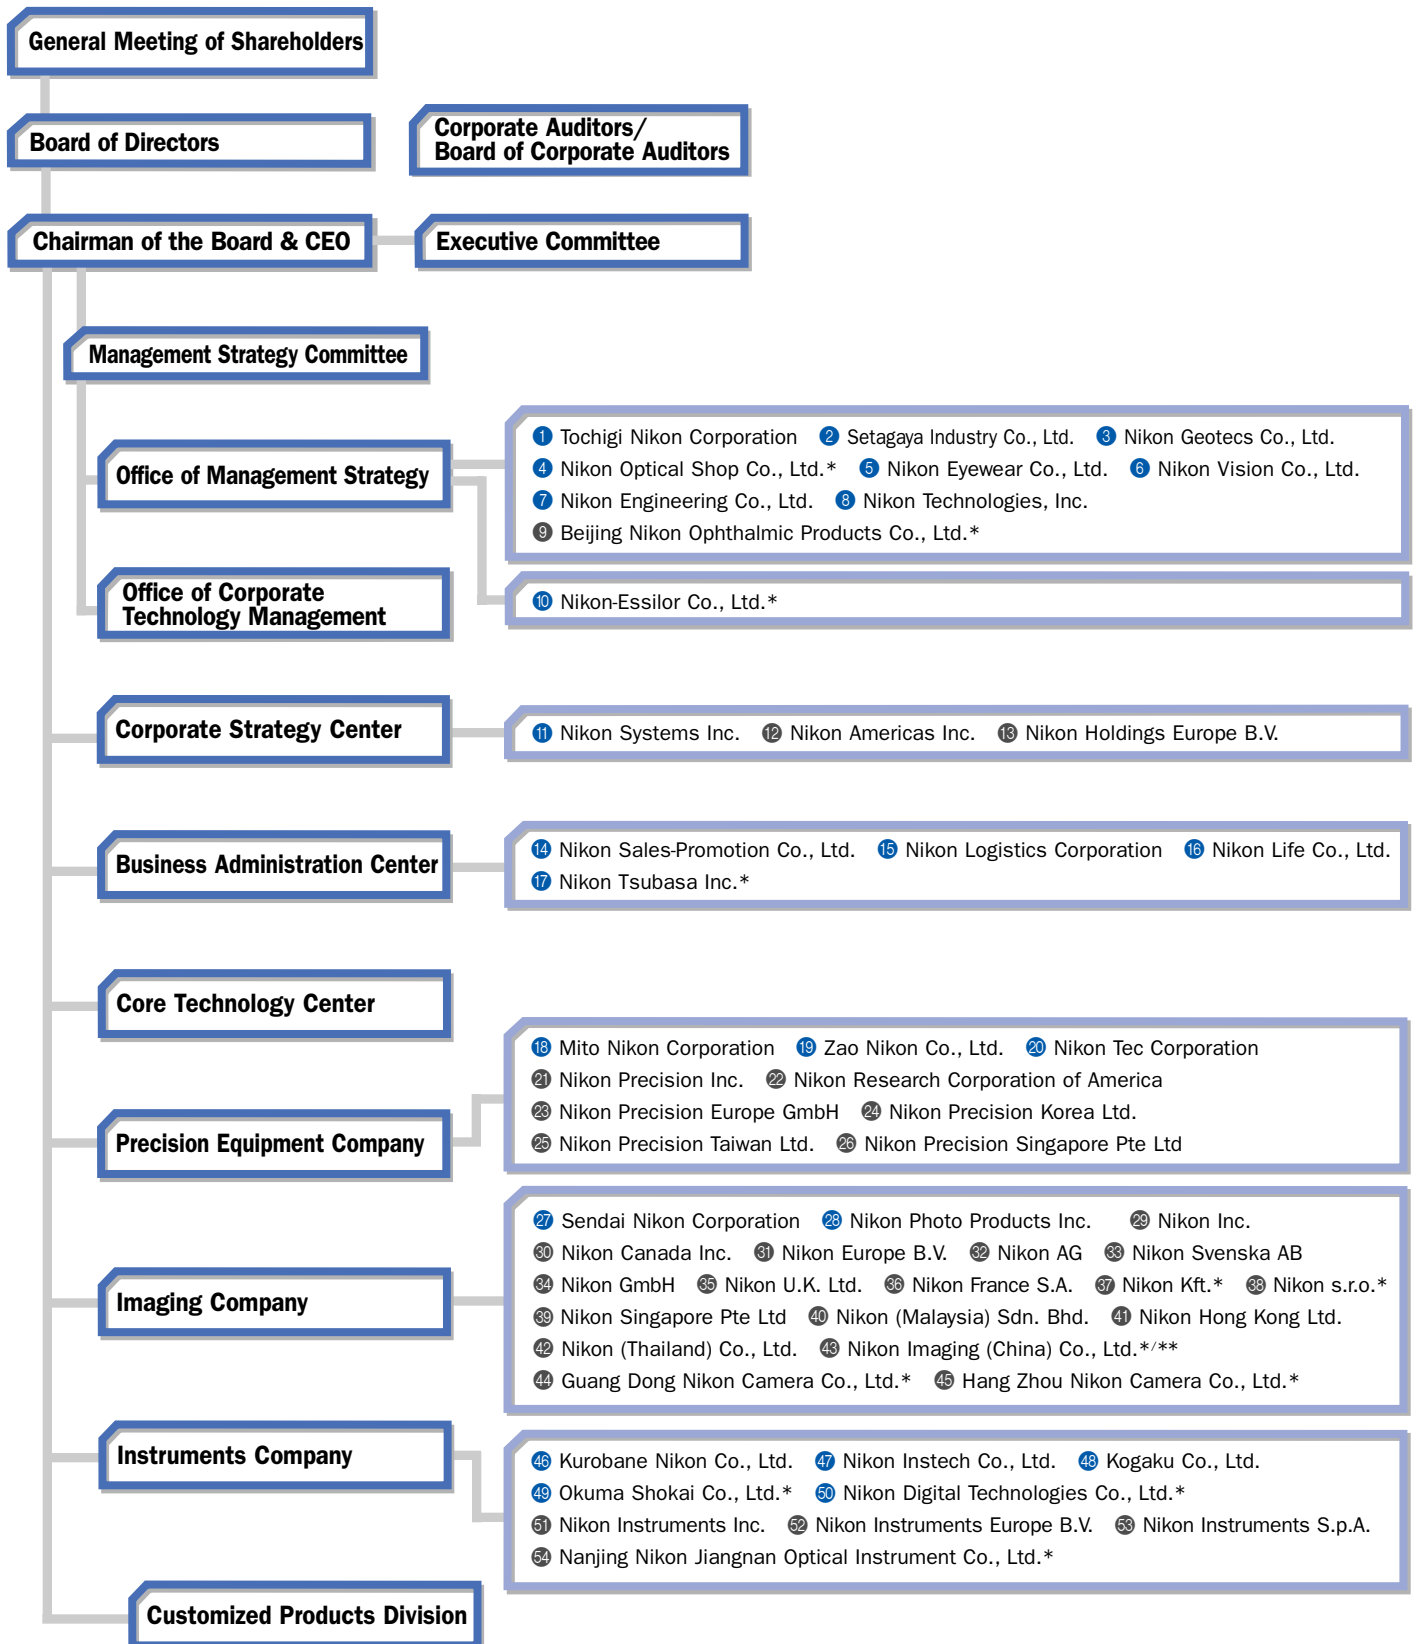 General Meeting of Shareholders
Board of Directors
Corporate Auditors/
Board of Corporate Auditors
Chairman of the Board & CEO
Executive Committee
Management Strategy Committee
Office of Management Strategy
1 Tochigi Nikon Corporation 2 Setagaya Industry Co., Ltd. 3 Nikon Geotecs Co., Ltd.
4 Nikon Optical Shop Co., Ltd.* 5 Nikon Eyewear Co., Ltd. 6 Nikon Vision Co., Ltd.
7 Nikon Engineering Co., Ltd. 8 Nikon Technologies, Inc.
9 Beijing Nikon Ophthalmic Products Co., Ltd.*
Office of Corporate
Technology Management
10 Nikon-Essilor Co., Ltd.*
Corporate Strategy Center
11 Nikon Systems Inc. 12 Nikon Americas Inc. 13 Nikon Holdings Europe B.V.
Business Administration Center
14 Nikon Sales-Promotion Co., Ltd. 15 Nikon Logistics Corporation 16 Nikon Life Co., Ltd.
17 Nikon Tsubasa Inc.*
Core Technology Center
Precision Equipment Company
18 Mito Nikon Corporation 19 Zao Nikon Co., Ltd. 20 Nikon Tec Corporation
21 Nikon Precision Inc. 22 Nikon Research Corporation of America
23 Nikon Precision Europe GmbH 24 Nikon Precision Korea Ltd.
25 Nikon Precision Taiwan Ltd. 26 Nikon Precision Singapore Pte Ltd
Imaging Company
27 Sendai Nikon Corporation 28 Nikon Photo Products Inc. 29 Nikon Inc.
30 Nikon Canada Inc. 31 Nikon Europe B.V. 32 Nikon AG 33 Nikon Svenska AB
34 Nikon GmbH 35 Nikon U.K. Ltd. 36 Nikon France S.A. 37 Nikon Kft.* 38 Nikon s.r.o.*
39 Nikon Singapore Pte Ltd 40 Nikon (Malaysia) Sdn. Bhd. 41 Nikon Hong Kong Ltd.
42 Nikon (Thailand) Co., Ltd. 43 Nikon Imaging (China) Co., Ltd.*/**
44 Guang Dong Nikon Camera Co., Ltd.* 45 Hang Zhou Nikon Camera Co., Ltd.*
Instruments Company
46 Kurobane Nikon Co., Ltd. 47 Nikon Instech Co., Ltd. 48 Kogaku Co., Ltd.
49 Okuma Shokai Co., Ltd.* 50 Nikon Digital Technologies Co., Ltd.*
51 Nikon Instruments Inc. 52 Nikon Instruments Europe B.V. 53 Nikon Instruments S.p.A.
54 Nanjing Nikon Jiangnan Optical Instrument Co., Ltd.*
Customized Products Division